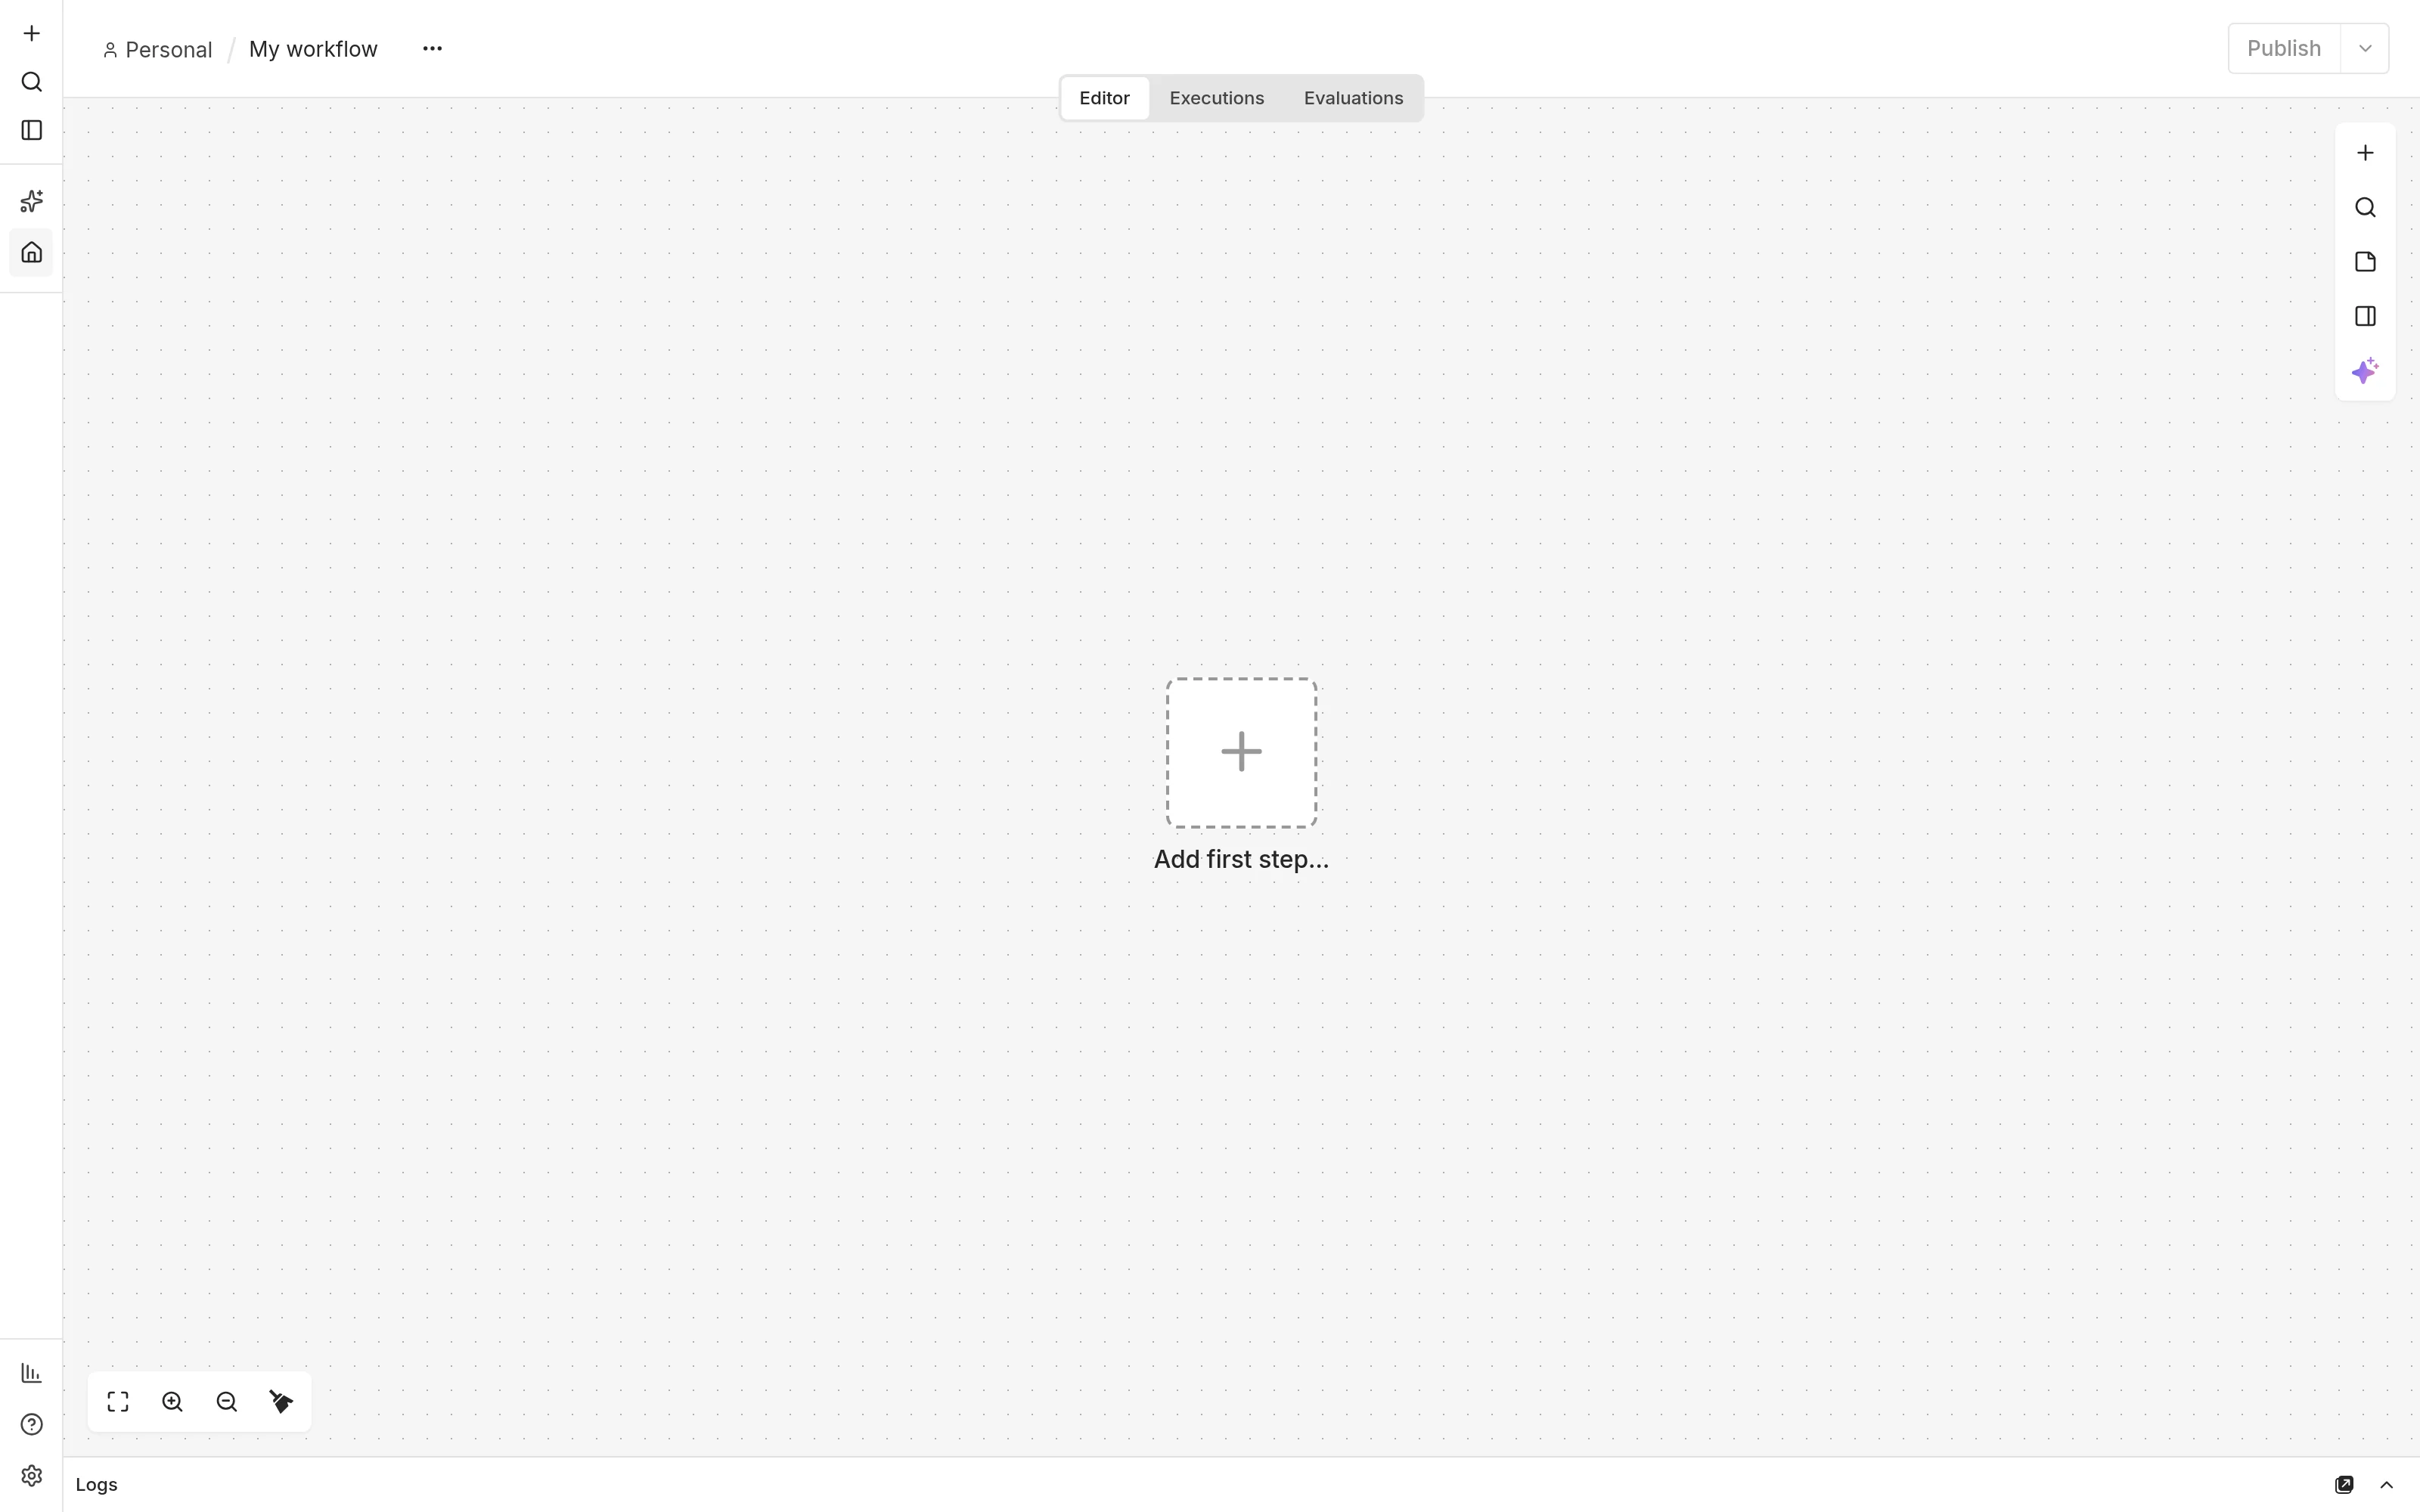 Personal / My workflow
Publish
Editor Executions Evaluations
Add first step...
Logs